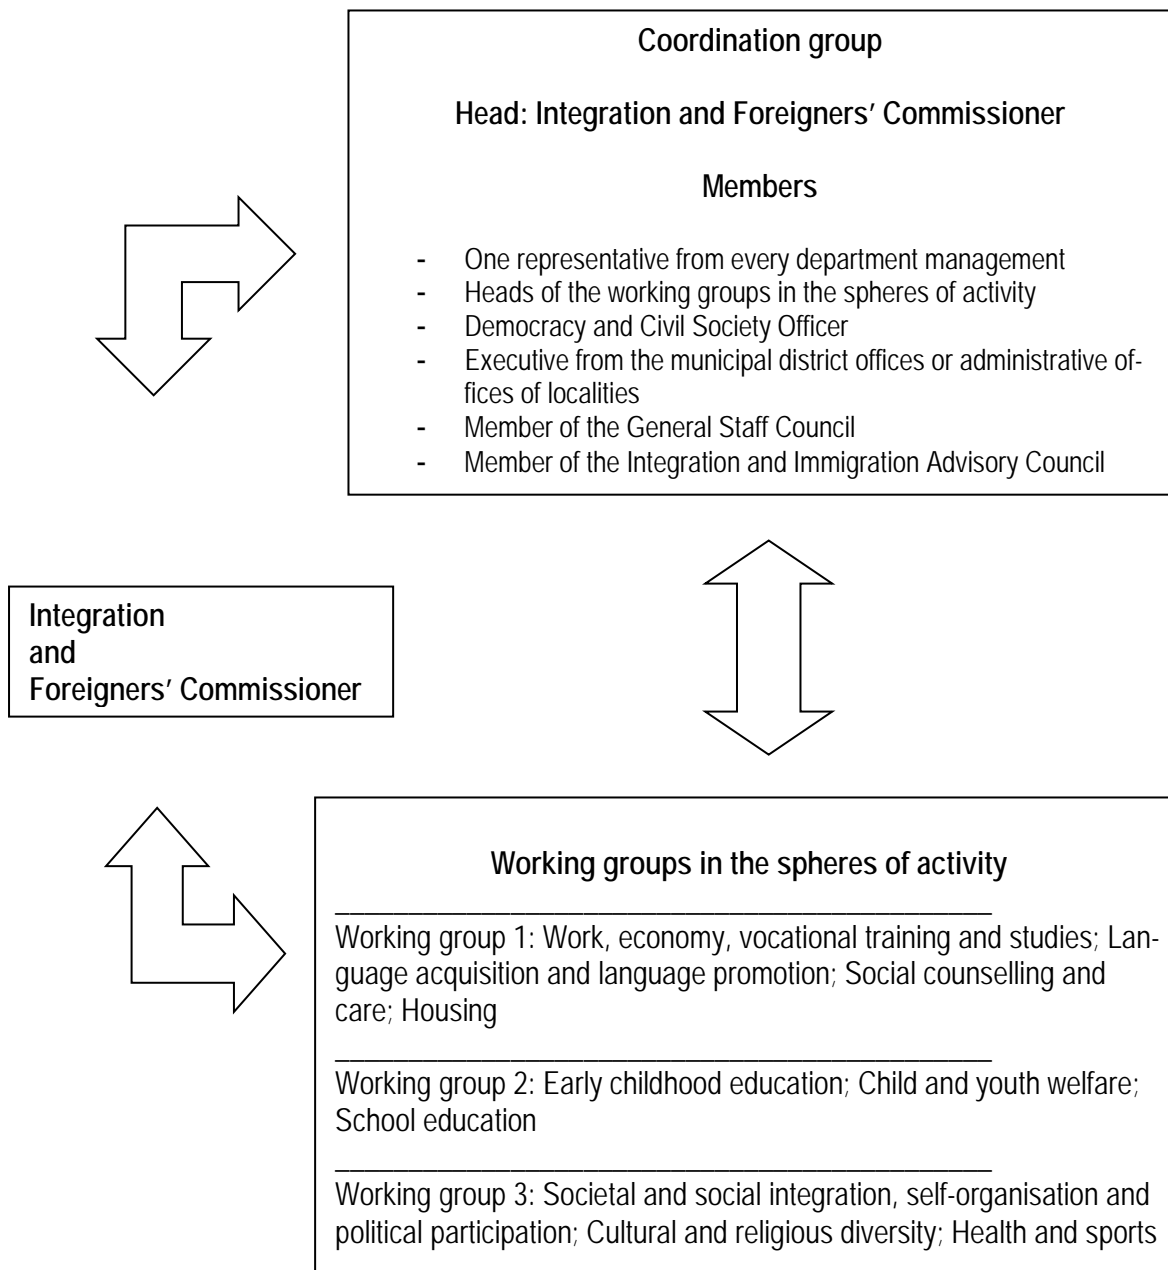 Coordination group
Head: Integration and Foreigners’ Commissioner
Members
- One representative from every department management
- Heads of the working groups in the spheres of activity
- Democracy and Civil Society Officer
- Executive from the municipal district offices or administrative of-
fices of localities
- Member of the General Staff Council
- Member of the Integration and Immigration Advisory Council
Integration
and
Foreigners’ Commissioner
Working groups in the spheres of activity
Working group 1: Work, economy, vocational training and studies; Lan-
guage acquisition and language promotion; Social counselling and
care; Housing
Working group 2: Early childhood education; Child and youth welfare;
School education
Working group 3: Societal and social integration, self-organisation and
political participation; Cultural and religious diversity; Health and sports